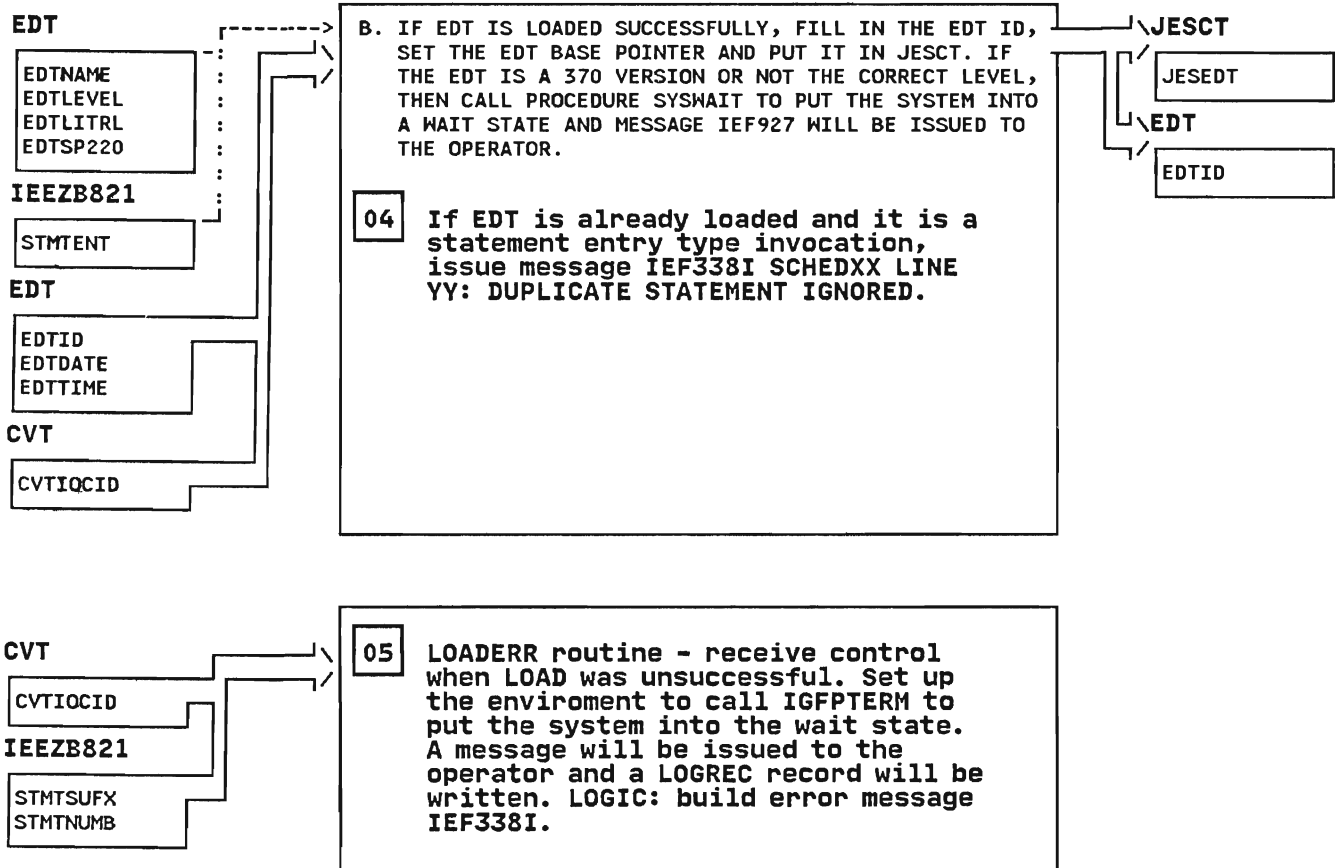 EDT
EDTNAME
EDTLEVEL
EDTLITRL
EDTSP220
IEEZB821
STMTENT
EDT
EDTID
EDTDATE
EDTTIME
CVT
CVTIOCID
B. IF EDT IS LOADED SUCCESSFULLY, FILL IN THE EDT ID,
SET THE EDT BASE POINTER AND PUT IT IN JESCT. IF
THE EDT IS A 370 VERSION OR NOT THE CORRECT LEVEL,
THEN CALL PROCEDURE SYSWAIT TO PUT THE SYSTEM INTO
A WAIT STATE AND MESSAGE IEF927 WILL BE ISSUED TO
THE OPERATOR.
04 If EDT is already loaded and it is a
statement entry type invocation,
issue message IEF338I SCHEDXX LINE
YY: DUPLICATE STATEMENT IGNORED.
JESCT
JESEDT
EDT
EDTID
CVT
CVTIOCID
IEEZB821
STMTSUFX
STMTNUMB
05 LOADERR routine - receive control
when LOAD was unsuccessful. Set up
the enviroment to call IGFPTERM to
put the system into the wait state.
A message will be issued to the
operator and a LOGREC record will be
written. LOGIC: build error message
IEF338I.